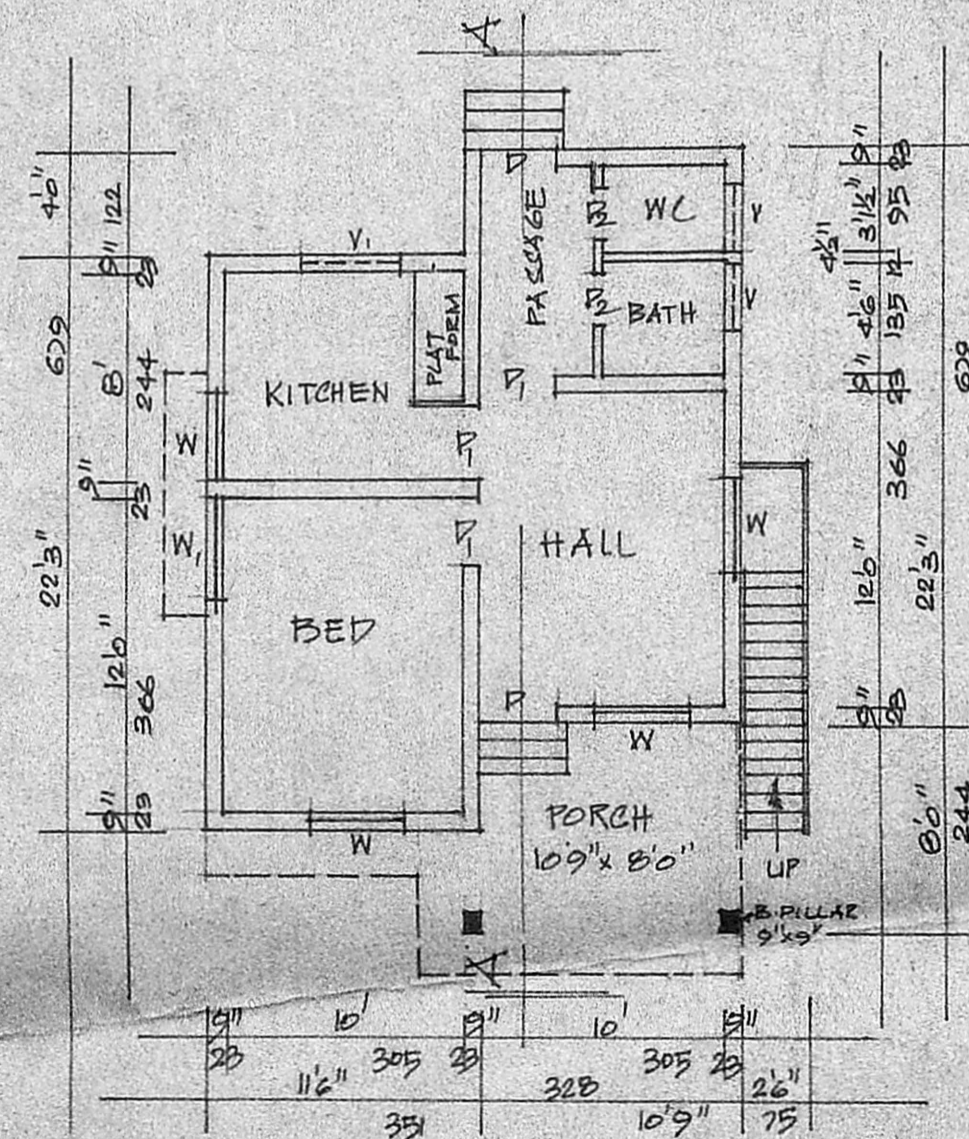 A
4'0"
9" 122
23
679
8'
244
9"
23
22'3"
12'0"
366
9"
23
V1
PASSAGE
WC
V
BATH
V
D
D1
D2
D2
PLAT
FORM
KITCHEN
D1
W
W1
D1
HALL
W
BED
D
W
W
PORCH
10'9" x 8'0"
UP
B.PILLAR
9"x9"
A
9"
23
3'1½"
95
4½"
12
4'6"
135
9"
23
366
12'0"
22'3"
9"
23
8'0"
244
9" 10' 9" 10' 9"
23 305 23 305 23
11'6" 328 2'6"
351 10'9" 75